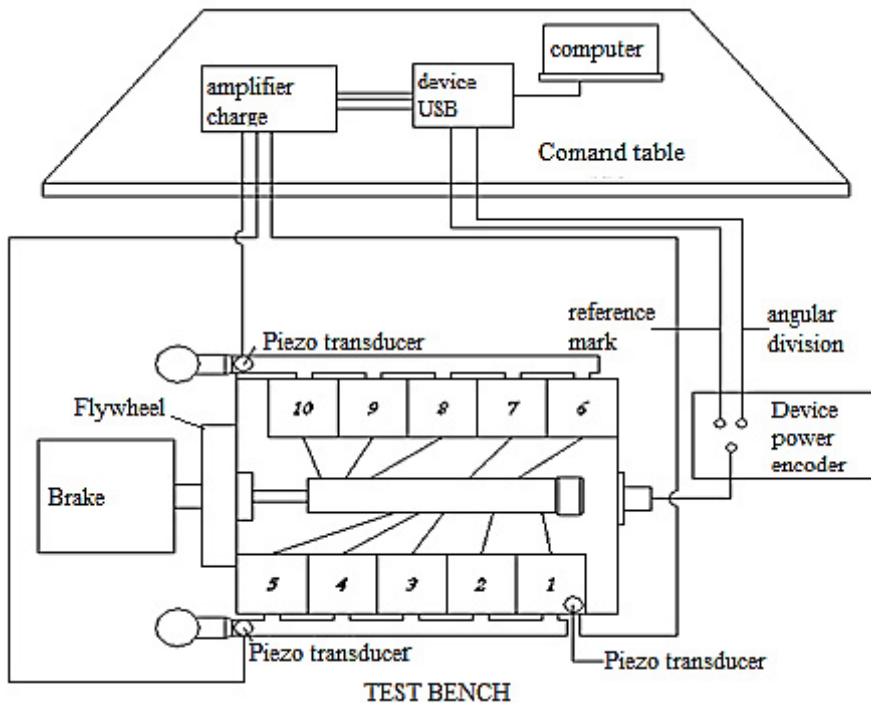 computer
amplifier
charge
device
USB
Comand table
reference
mark
angular
division
Piezo transducer
Flywheel
10 9 8 7 6
Device
power
encoder
Brake
5 4 3 2 1
Piezo transducer
Piezo transducer
TEST BENCH